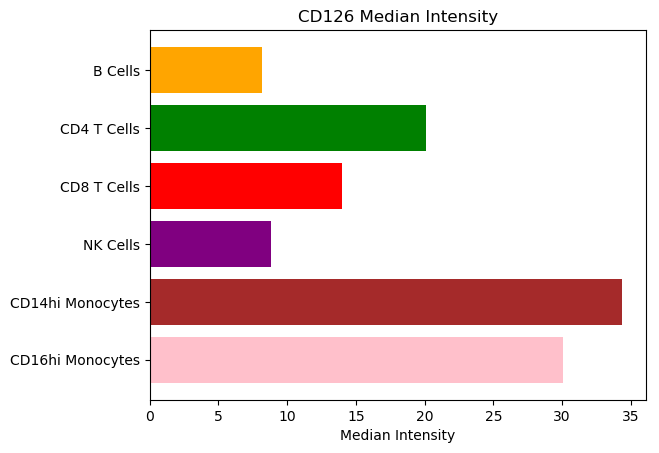 CD126 Median Intensity
B Cells
CD4 T Cells
CD8 T Cells
NK Cells
CD14hi Monocytes
CD16hi Monocytes
0 5 10 15 20 25 30 35
Median Intensity